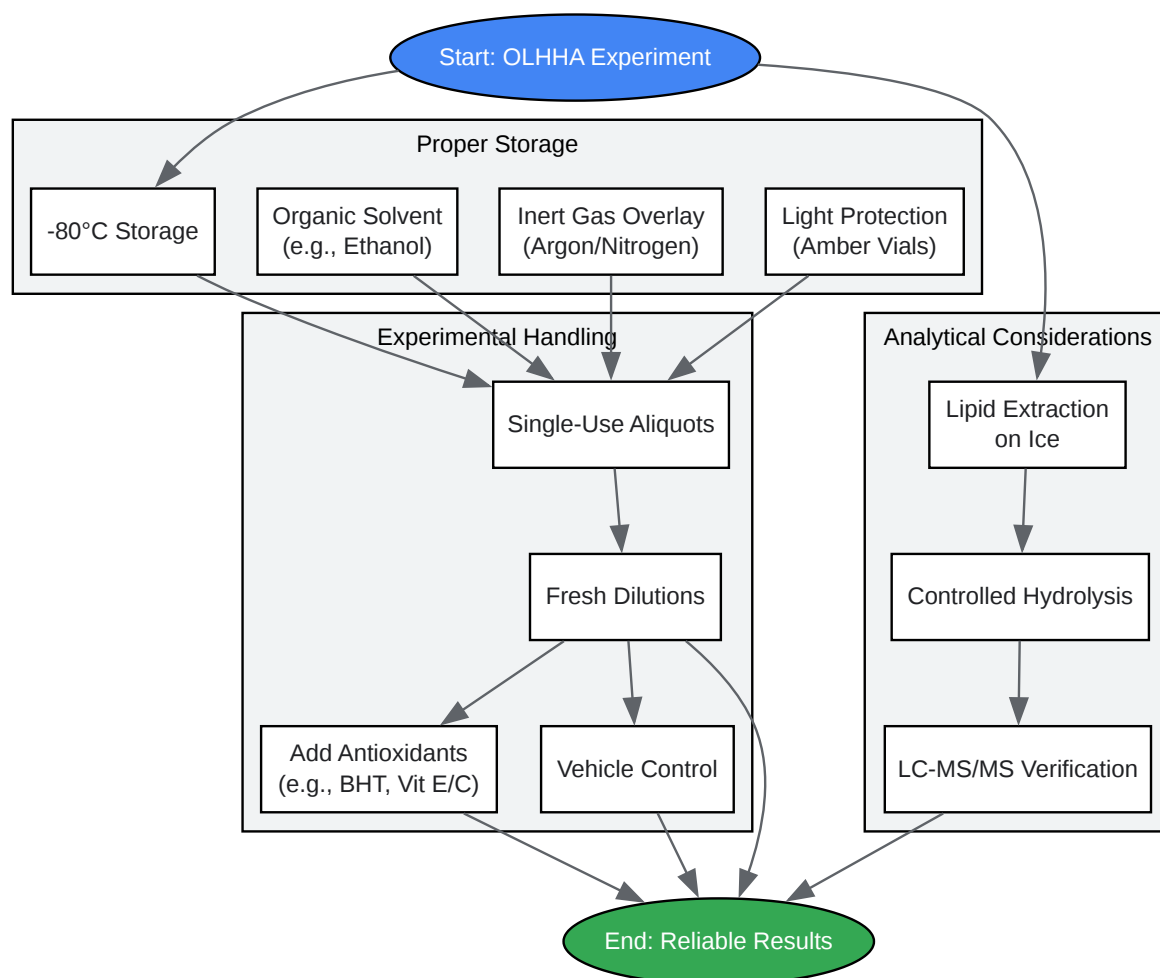 Start: OLHHA Experiment
Proper Storage
-80°C Storage
Organic Solvent
(e.g., Ethanol)
Inert Gas Overlay
(Argon/Nitrogen)
Light Protection
(Amber Vials)
Experimental Handling
Analytical Considerations
Single-Use Aliquots
Lipid Extraction
on Ice
Fresh Dilutions
Controlled Hydrolysis
Add Antioxidants
(e.g., BHT, Vit E/C)
Vehicle Control
LC-MS/MS Verification
End: Reliable Results